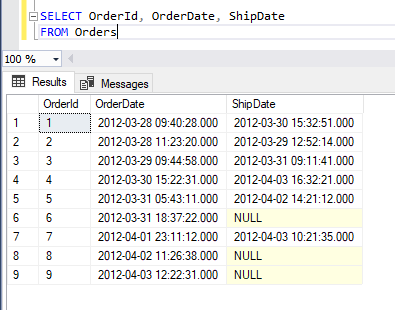 SELECT OrderId, OrderDate, ShipDate
FROM Orders
100 %
Results Messages
OrderId OrderDate ShipDate
1 1 2012-03-28 09:40:28.000 2012-03-30 15:32:51.000
2 2 2012-03-28 11:23:20.000 2012-03-29 12:52:14.000
3 3 2012-03-29 09:44:58.000 2012-03-31 09:11:41.000
4 4 2012-03-30 15:22:31.000 2012-04-03 16:32:21.000
5 5 2012-03-31 05:43:11.000 2012-04-02 14:21:12.000
6 6 2012-03-31 18:37:22.000 NULL
7 7 2012-04-01 23:11:12.000 2012-04-03 10:21:35.000
8 8 2012-04-02 11:26:38.000 NULL
9 9 2012-04-03 12:22:31.000 NULL